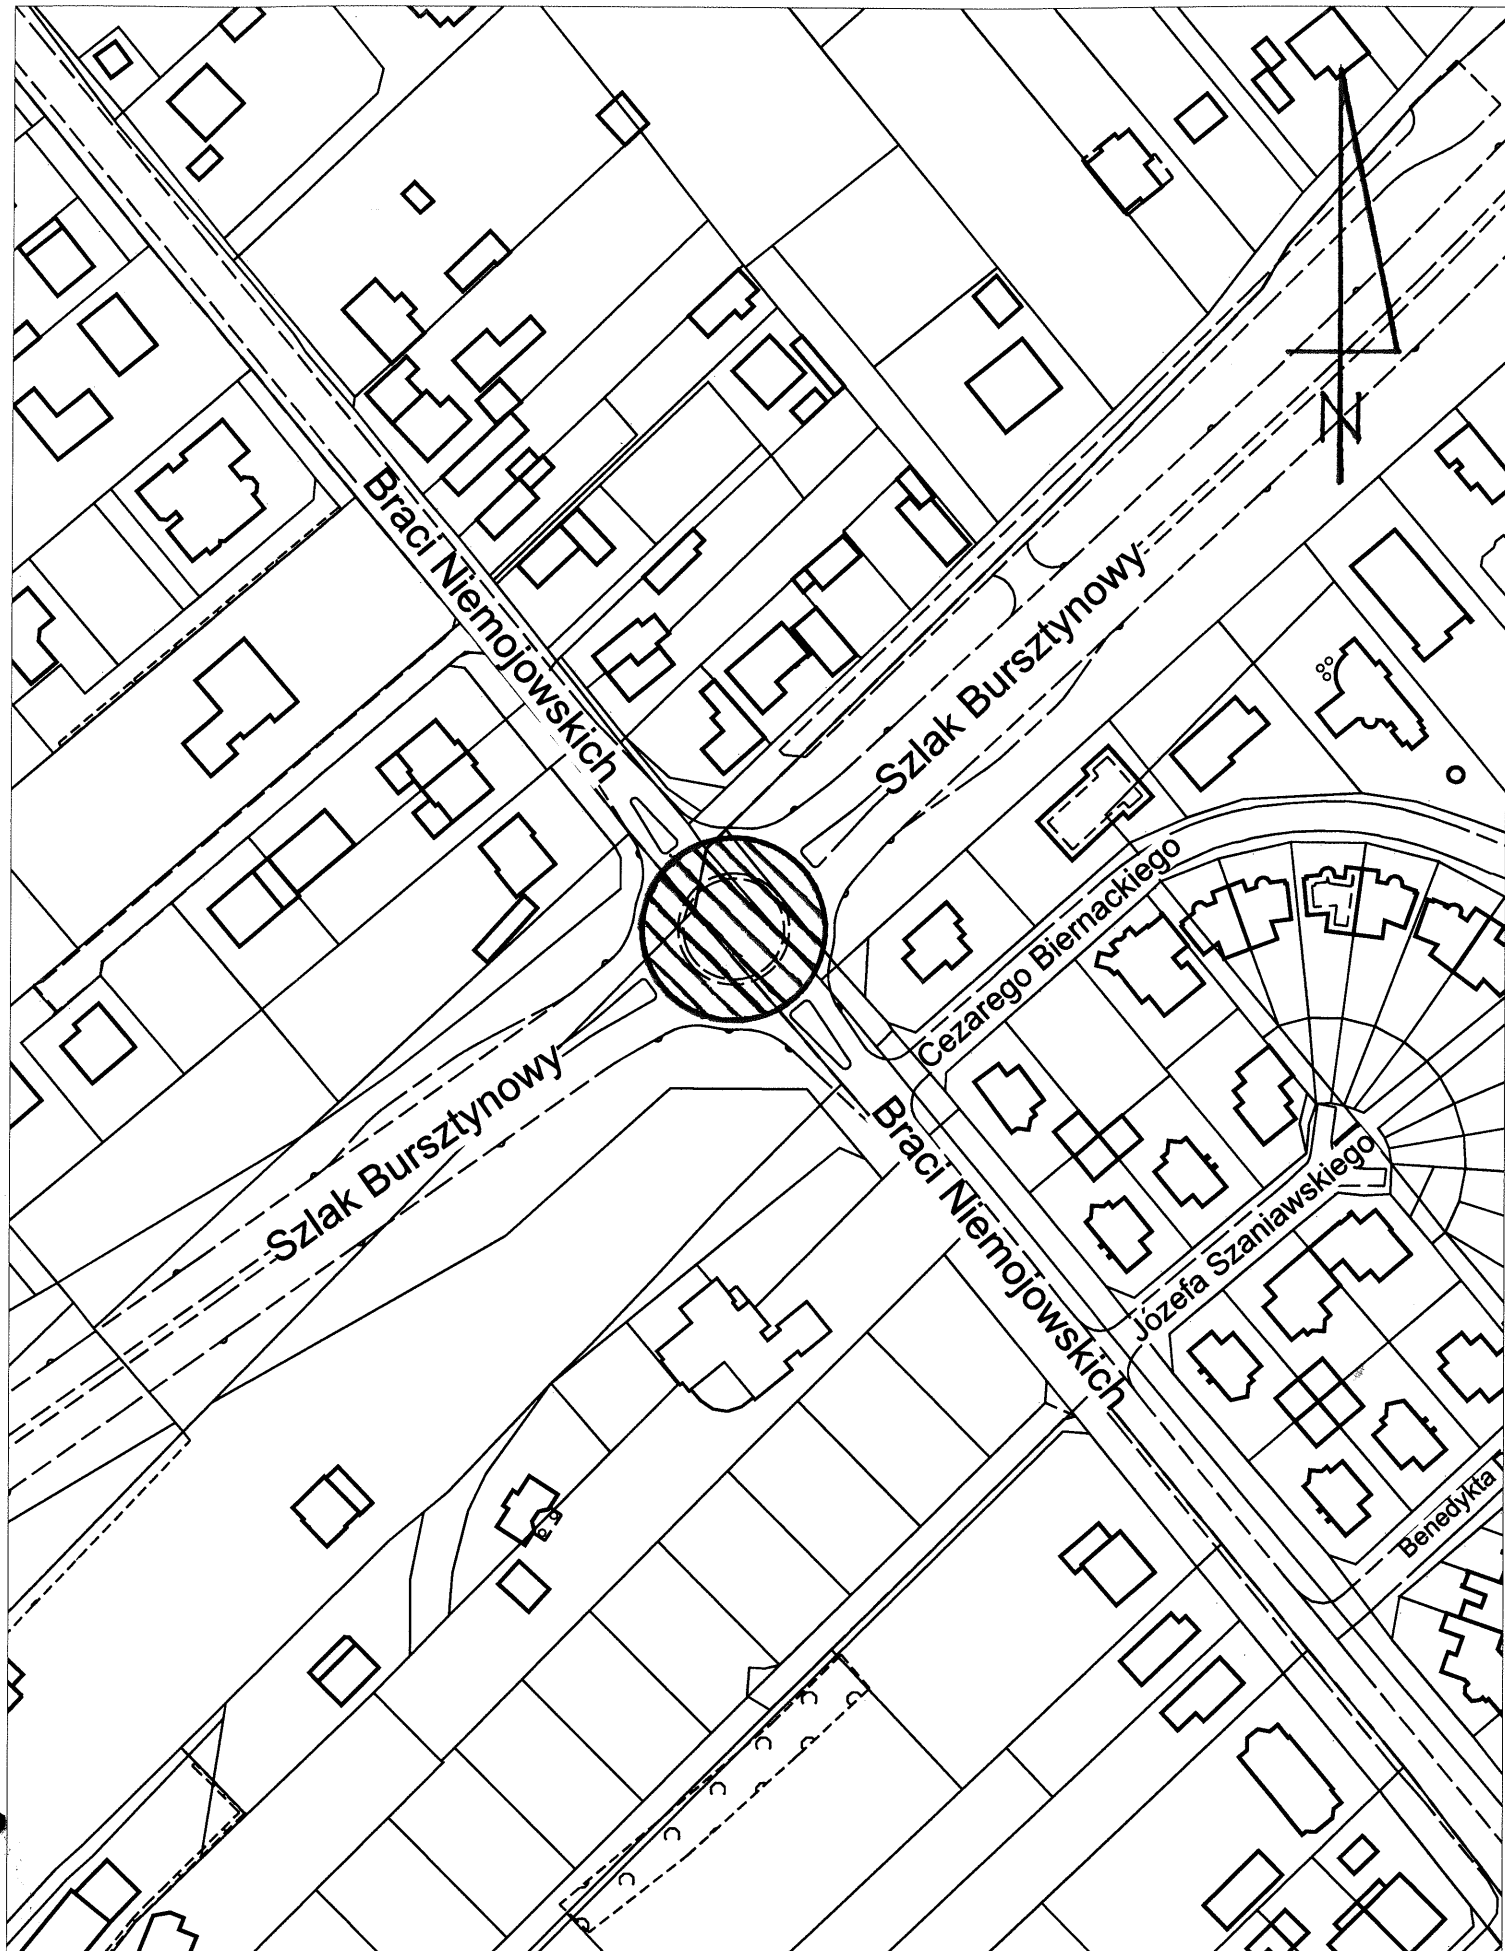 N
Braci Niemojowskich
Szlak Bursztynowy
Cezarego Biernackiego
Szlak Bursztynowy
Braci Niemojowskich
Józefa Szaniawskiego
Benedykta